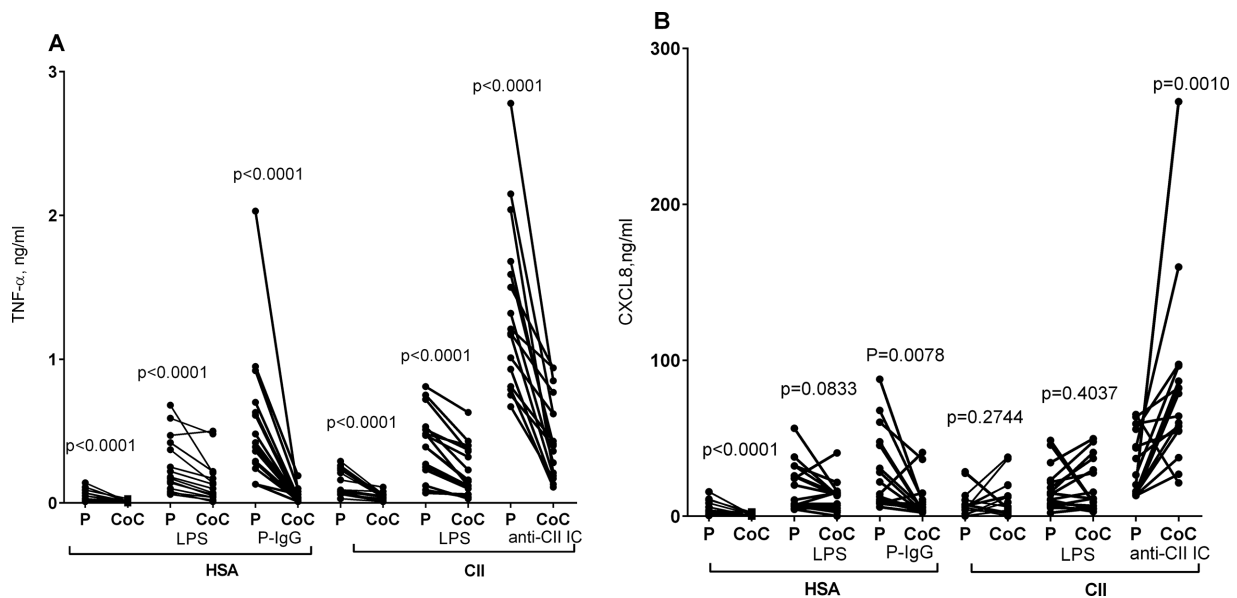 A
TNF-α, ng/ml
3
2
1
0
p<0.0001
p<0.0001
p<0.0001
p<0.0001
p<0.0001
p<0.0001
P CoC P CoC P CoC P CoC P CoC P CoC
LPS P-IgG LPS anti-CII IC
HSA CII
B
CXCL8,ng/ml
300
200
100
0
p<0.0001
p=0.0833
P=0.0078
p=0.2744
p=0.4037
p=0.0010
P CoC P CoC P CoC P CoC P CoC P CoC
LPS P-IgG LPS anti-CII IC
HSA CII